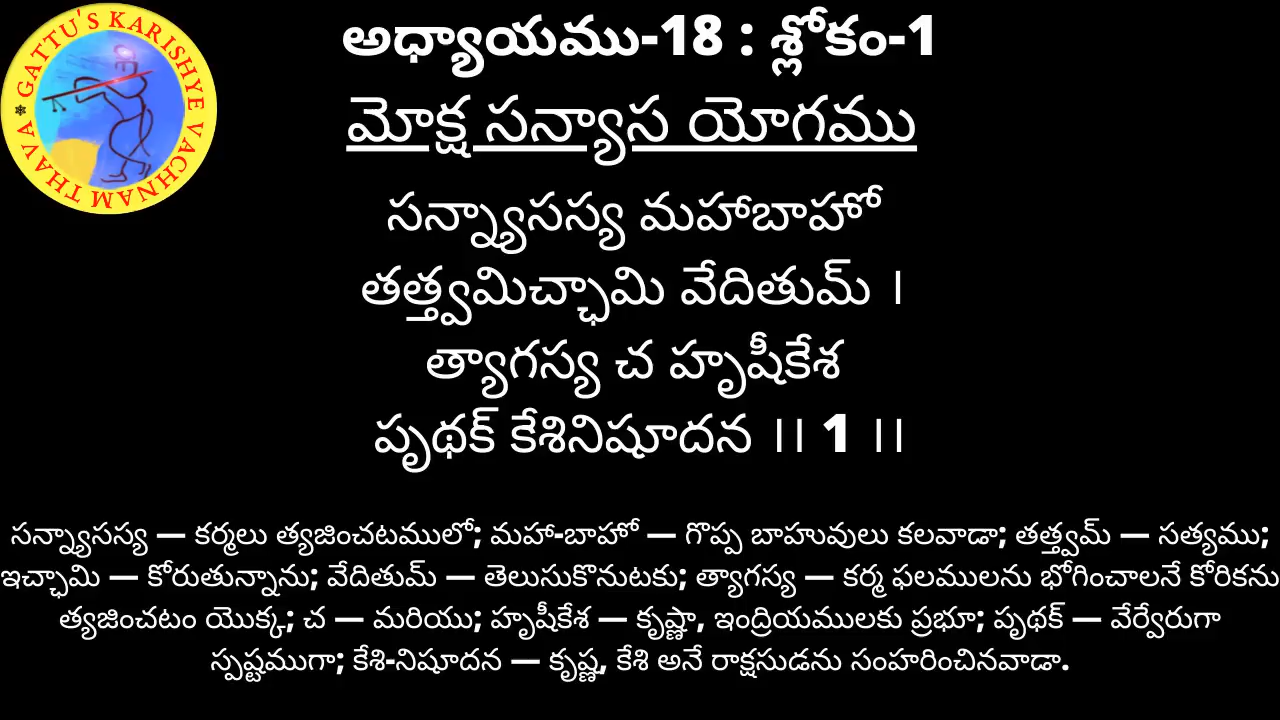 GATTU'S KARISHYE VACHNAM THAVA
అధ్యాయము-18 : శ్లోకం-1
మోక్ష సన్యాస యోగము
సన్న్యాసస్య మహాబాహో
తత్త్వమిచ్ఛామి వేదితుమ్ ।
త్యాగస్య చ హృషీకేశ
పృథక్ కేశినిషూదన ।। 1 ।।
సన్న్యాసస్య — కర్మలు త్యజించటములో; మహా-బాహో — గొప్ప బాహువులు కలవాడా; తత్త్వమ్ — సత్యము;
ఇచ్ఛామి — కోరుతున్నాను; వేదితుమ్ — తెలుసుకొనుటకు; త్యాగస్య — కర్మ ఫలములను భోగించాలనే కోరికను
త్యజించటం యొక్క; చ — మరియు; హృషీకేశ — కృష్ణా, ఇంద్రియములకు ప్రభూ; పృథక్ — వేర్వేరుగా
స్పష్టముగా; కేశి-నిషూదన — కృష్ణ, కేశి అనే రాక్షసుడను సంహరించినవాడా.